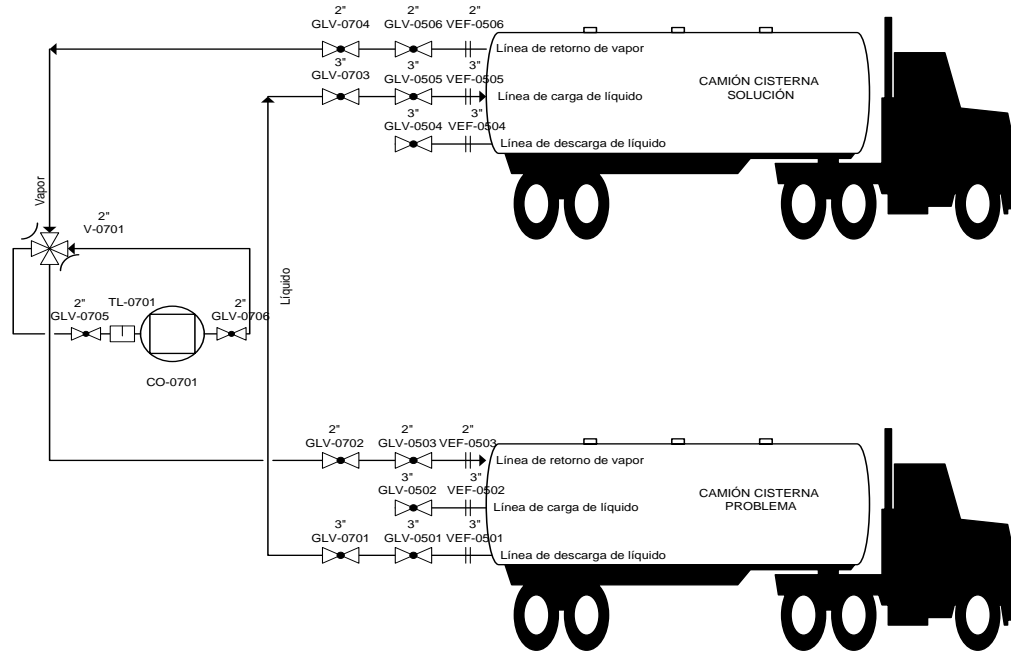 2" 2" 2"
GLV-0704 GLV-0506 VEF-0506
Línea de retorno de vapor
3" 3" 3"
GLV-0703 GLV-0505 VEF-0505
Línea de carga de líquido
CAMIÓN CISTERNA
SOLUCIÓN
3" 3"
GLV-0504 VEF-0504
Línea de descarga de líquido
Vapor
2"
V-0701
Líquido
2" TL-0701 2"
GLV-0705 GLV-0706
CO-0701
2" 2" 2"
GLV-0702 GLV-0503 VEF-0503
Línea de retorno de vapor
3" 3"
GLV-0502 VEF-0502
Línea de carga de líquido
CAMIÓN CISTERNA
PROBLEMA
3" 3" 3"
GLV-0701 GLV-0501 VEF-0501
Línea de descarga de líquido